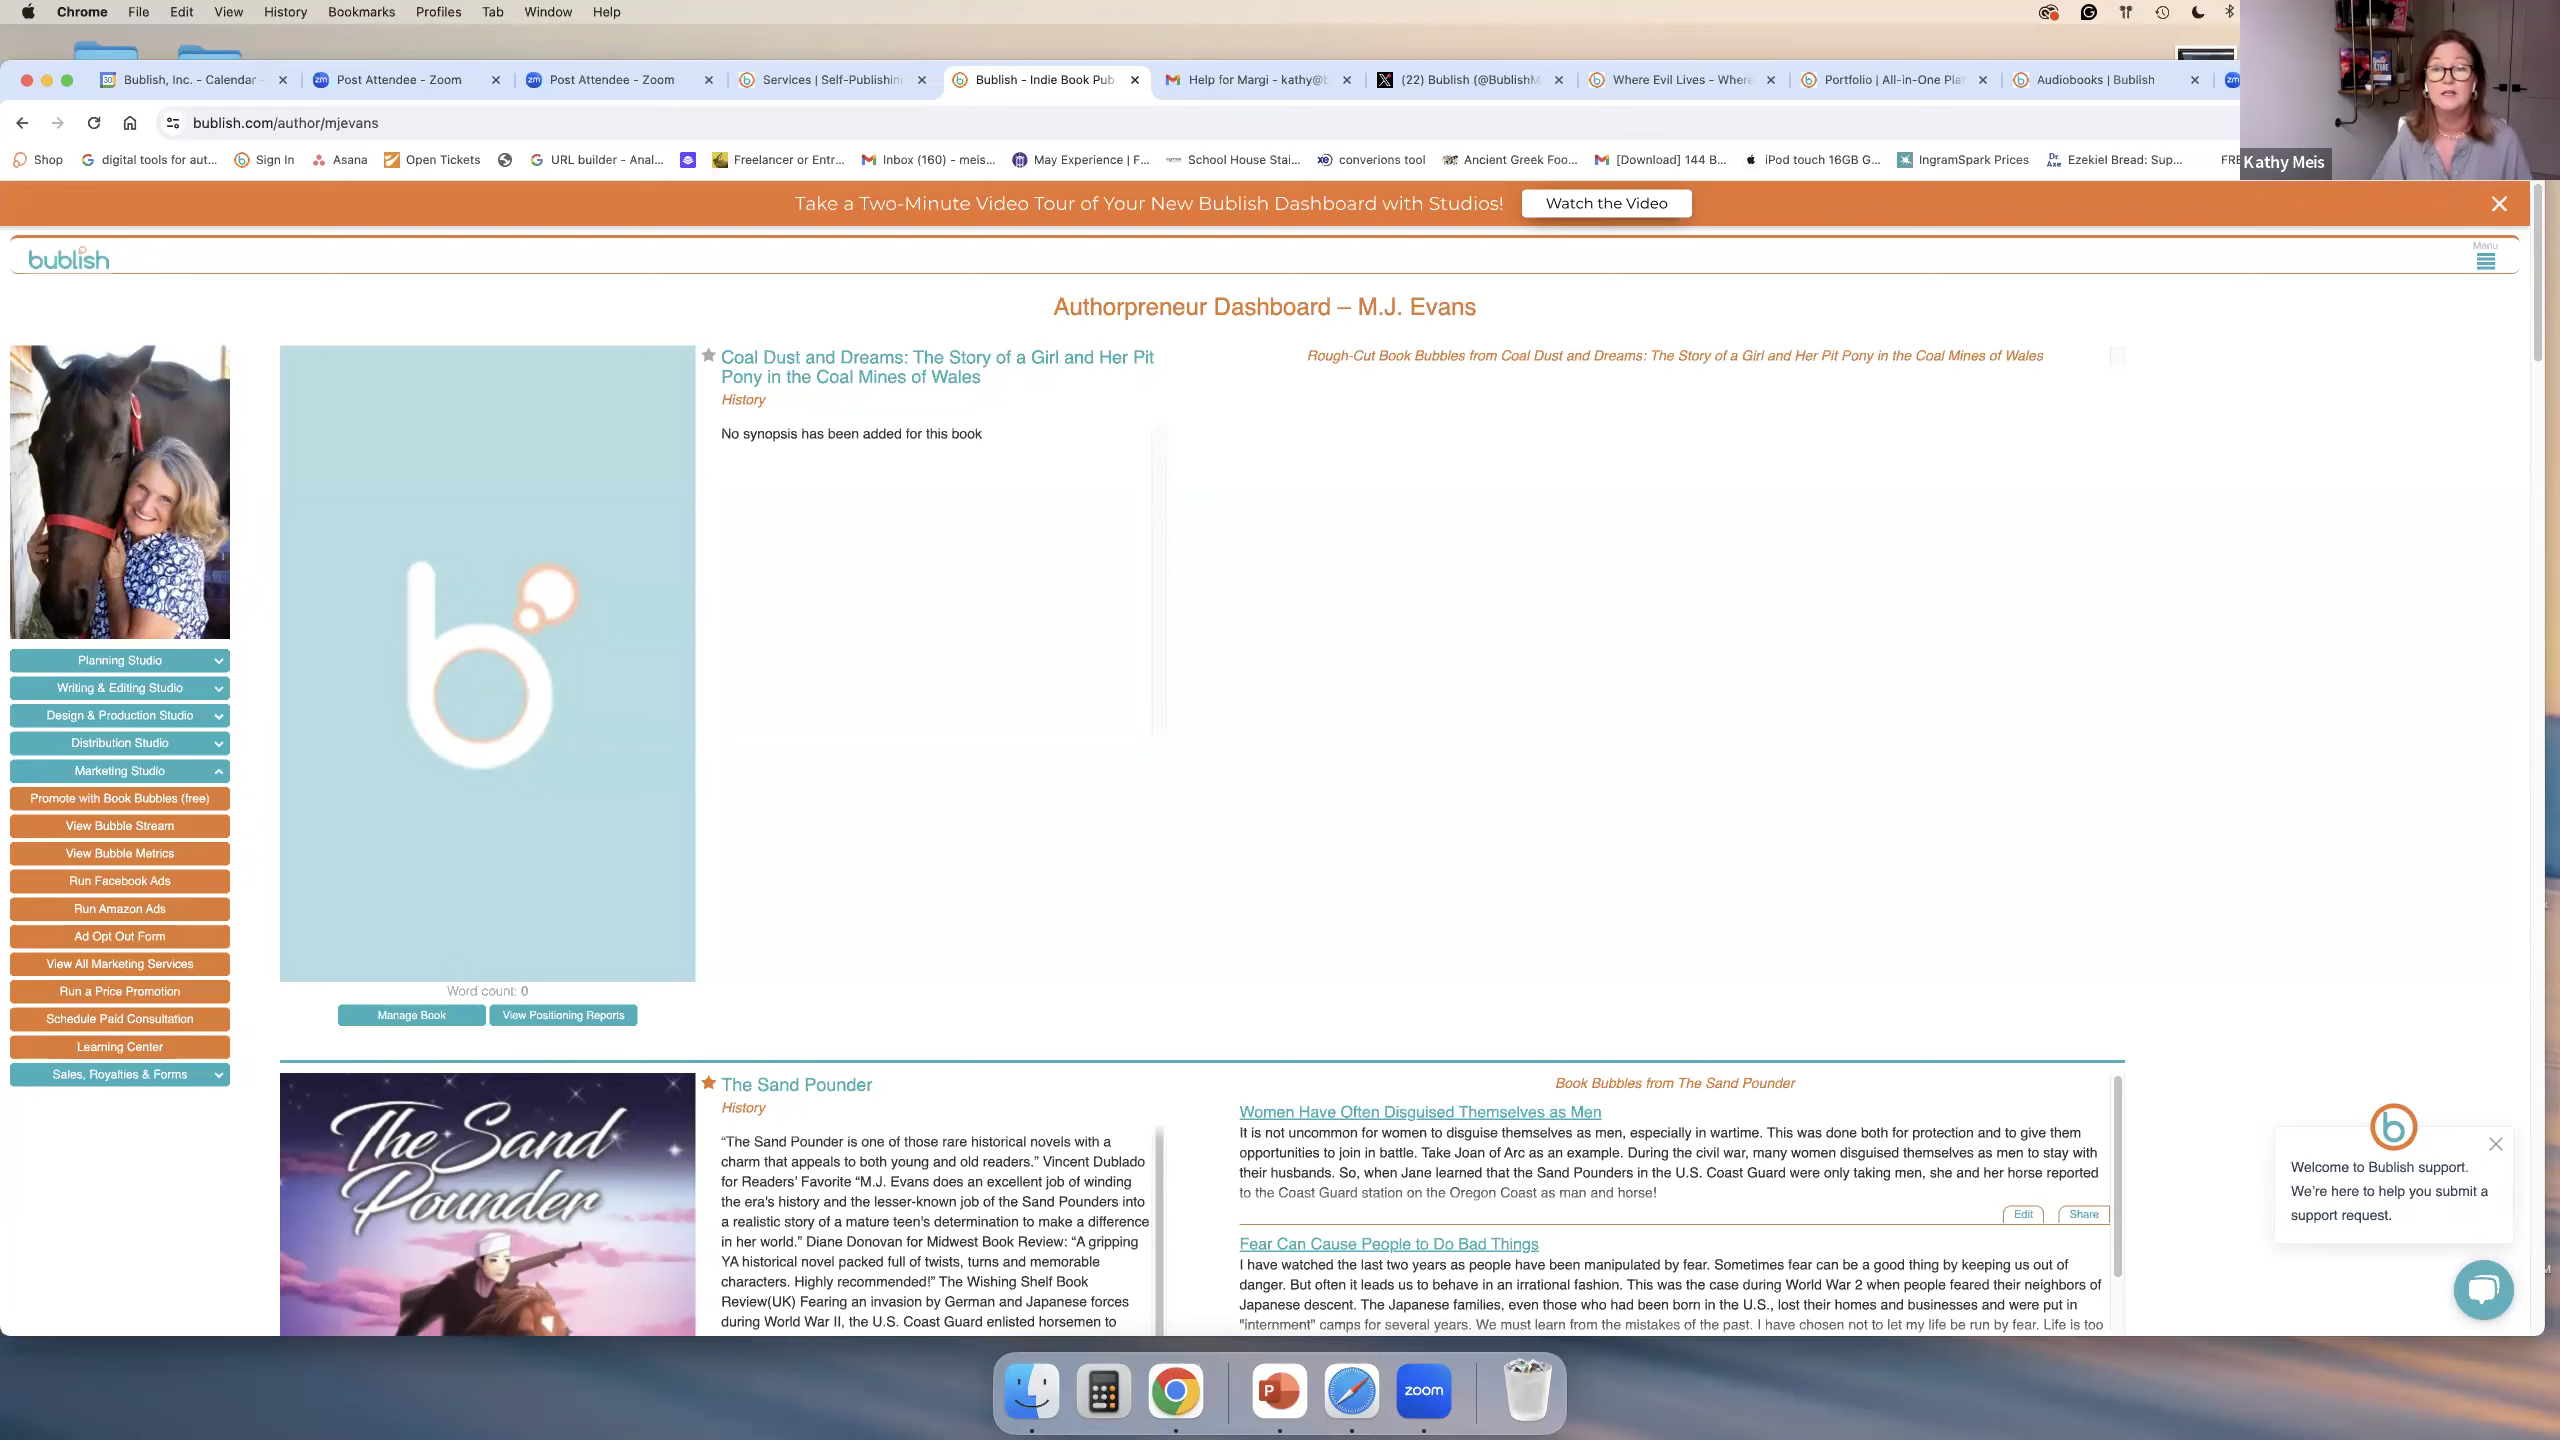 Chrome File Edit View History Bookmarks Profiles Tab Window Help
30 Bublish, Inc. - Calendar - zm Post Attendee - Zoom zm Post Attendee - Zoom Services | Self-Publishin Bublish - Indie Book Pub Help for Margi - kathy@b (22) Bublish (@BublishM Where Evil Lives - Where Portfolio | All-in-One Pla Audiobooks | Bublish zm
bublish.com/author/mjevans
Shop digital tools for aut... Sign In Asana Open Tickets URL builder - Anal... Freelancer or Entr... Inbox (160) - meis... May Experience | F... School House Stai... xe converions tool Ancient Greek Foo... [Download] 144 B... iPod touch 16GB G... IngramSpark Prices Dr. Axe Ezekiel Bread: Sup... FRE
Kathy Meis
Take a Two-Minute Video Tour of Your New Bublish Dashboard with Studios! Watch the Video
bublish
Menu
Authorpreneur Dashboard – M.J. Evans
Planning Studio
Writing & Editing Studio
Design & Production Studio
Distribution Studio
Marketing Studio
Promote with Book Bubbles (free)
View Bubble Stream
View Bubble Metrics
Run Facebook Ads
Run Amazon Ads
Ad Opt Out Form
View All Marketing Services
Run a Price Promotion
Schedule Paid Consultation
Learning Center
Sales, Royalties & Forms
b
Word count: 0
Manage Book View Positioning Reports
Coal Dust and Dreams: The Story of a Girl and Her Pit
Pony in the Coal Mines of Wales
History
No synopsis has been added for this book
Rough-Cut Book Bubbles from Coal Dust and Dreams: The Story of a Girl and Her Pit Pony in the Coal Mines of Wales
The Sand
Pounder
The Sand Pounder
History
“The Sand Pounder is one of those rare historical novels with a
charm that appeals to both young and old readers.” Vincent Dublado
for Readers’ Favorite “M.J. Evans does an excellent job of winding
the era's history and the lesser-known job of the Sand Pounders into
a realistic story of a mature teen's determination to make a difference
in her world.” Diane Donovan for Midwest Book Review: “A gripping
YA historical novel packed full of twists, turns and memorable
characters. Highly recommended!” The Wishing Shelf Book
Review(UK) Fearing an invasion by German and Japanese forces
during World War II, the U.S. Coast Guard enlisted horsemen to
Book Bubbles from The Sand Pounder
Women Have Often Disguised Themselves as Men
It is not uncommon for women to disguise themselves as men, especially in wartime. This was done both for protection and to give them
opportunities to join in battle. Take Joan of Arc as an example. During the civil war, many women disguised themselves as men to stay with
their husbands. So, when Jane learned that the Sand Pounders in the U.S. Coast Guard were only taking men, she and her horse reported
to the Coast Guard station on the Oregon Coast as man and horse!
Edit Share
Fear Can Cause People to Do Bad Things
I have watched the last two years as people have been manipulated by fear. Sometimes fear can be a good thing by keeping us out of
danger. But often it leads us to behave in an irrational fashion. This was the case during World War 2 when people feared their neighbors of
Japanese descent. The Japanese families, even those who had been born in the U.S., lost their homes and businesses and were put in
"internment" camps for several years. We must learn from the mistakes of the past. I have chosen not to let my life be run by fear. Life is too
b
Welcome to Bublish support.
We’re here to help you submit a
support request.
P zoom